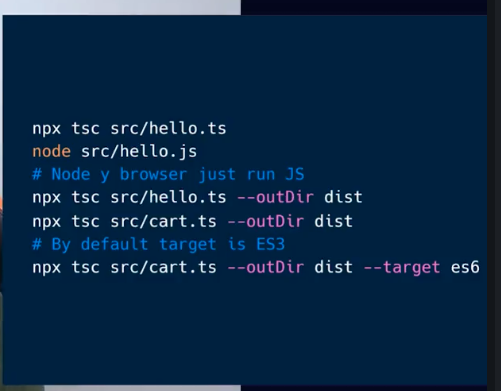 npx tsc src/hello.ts
node src/hello.js
# Node y browser just run JS
npx tsc src/hello.ts --outDir dist
npx tsc src/cart.ts --outDir dist
# By default target is ES3
npx tsc src/cart.ts --outDir dist --target es6